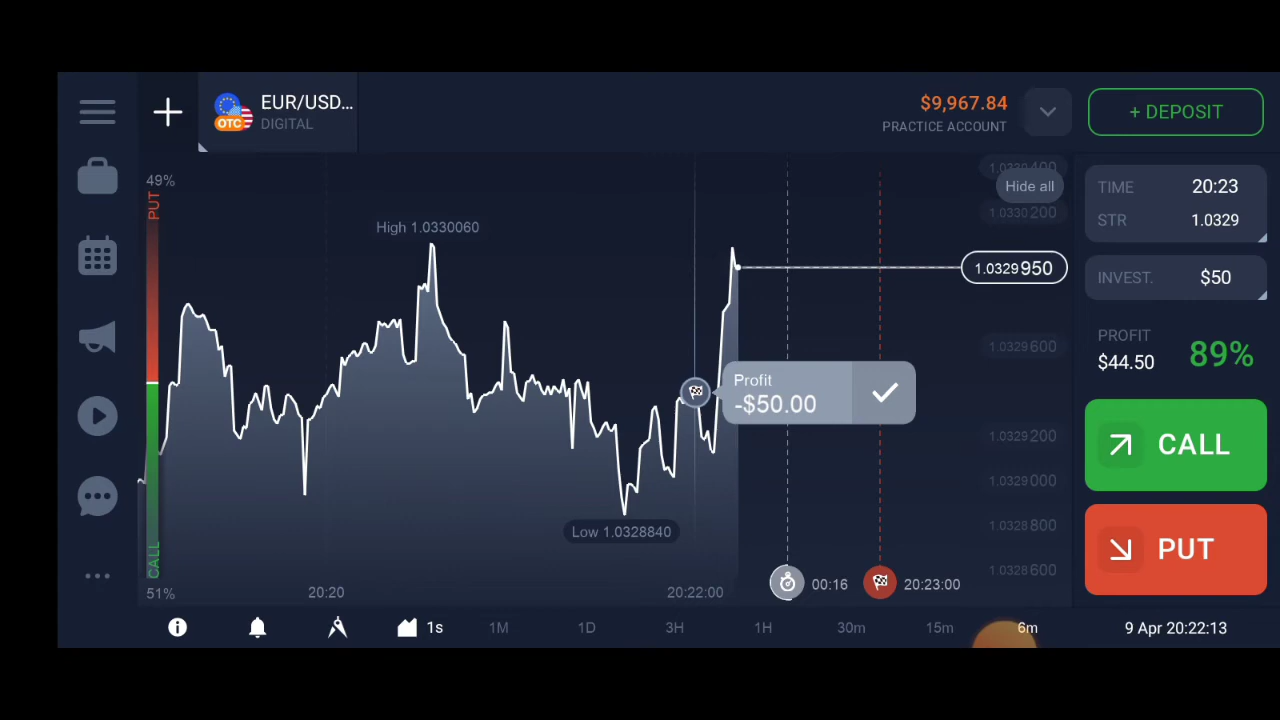 EUR/USD...
OTC
DIGITAL
$9,967.84
PRACTICE ACCOUNT
+ DEPOSIT
49%
PUT
CALL
51%
High 1.0330060
Low 1.0328840
Profit
-$50.00
1.0330400
Hide all
1.0330200
1.0329950
1.0329600
1.0329200
1.0329000
1.0328800
1.0328600
20:20
20:22:00
00:16
20:23:00
TIME 20:23
STR 1.0329
INVEST. $50
PROFIT
$44.50
89%
CALL
PUT
1s
1M
1D
3H
1H
30m
15m
6m
9 Apr 20:22:13